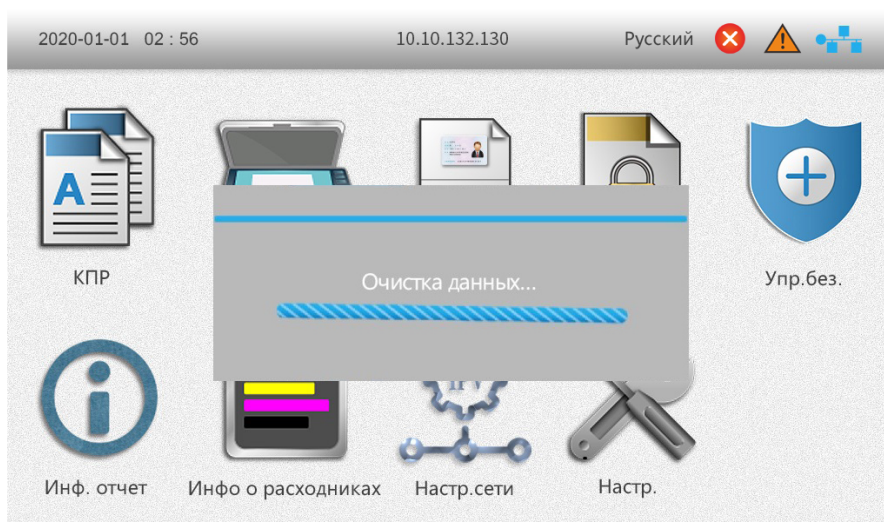 2020-01-01 02 : 56 10.10.132.130 Русский
A
КПР
Очистка данных...
Упр.без.
Инф. отчет Инфо о расходниках Настр.сети Настр.